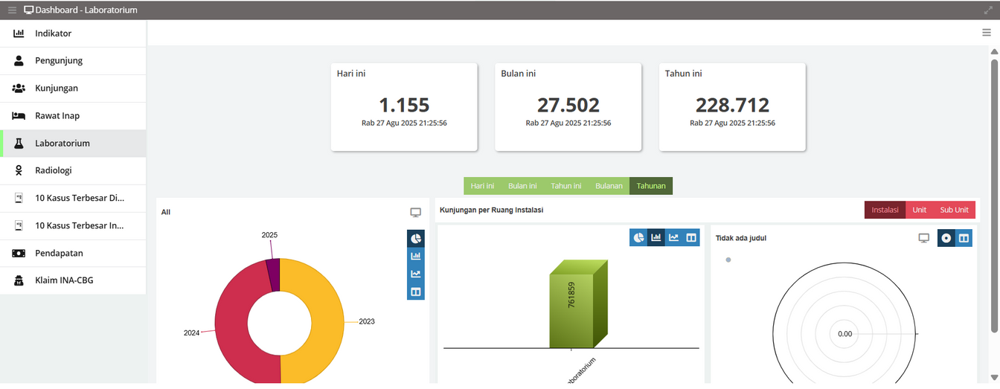 Dashboard - Laboratorium
Indikator
Pengunjung
Kunjungan
Rawat Inap
Laboratorium
Radiologi
10 Kasus Terbesar Di...
10 Kasus Terbesar In...
Pendapatan
Klaim INA-CBG
Hari ini
1.155
Rab 27 Agu 2025 21:25:56
Bulan ini
27.502
Rab 27 Agu 2025 21:25:56
Tahun ini
228.712
Rab 27 Agu 2025 21:25:56
Hari ini Bulan ini Tahun ini Bulanan Tahunan
All
2025
2024
2023
Kunjungan per Ruang Instalasi
Instalasi Unit Sub Unit
761859
aboratorium
Tidak ada judul
0.00